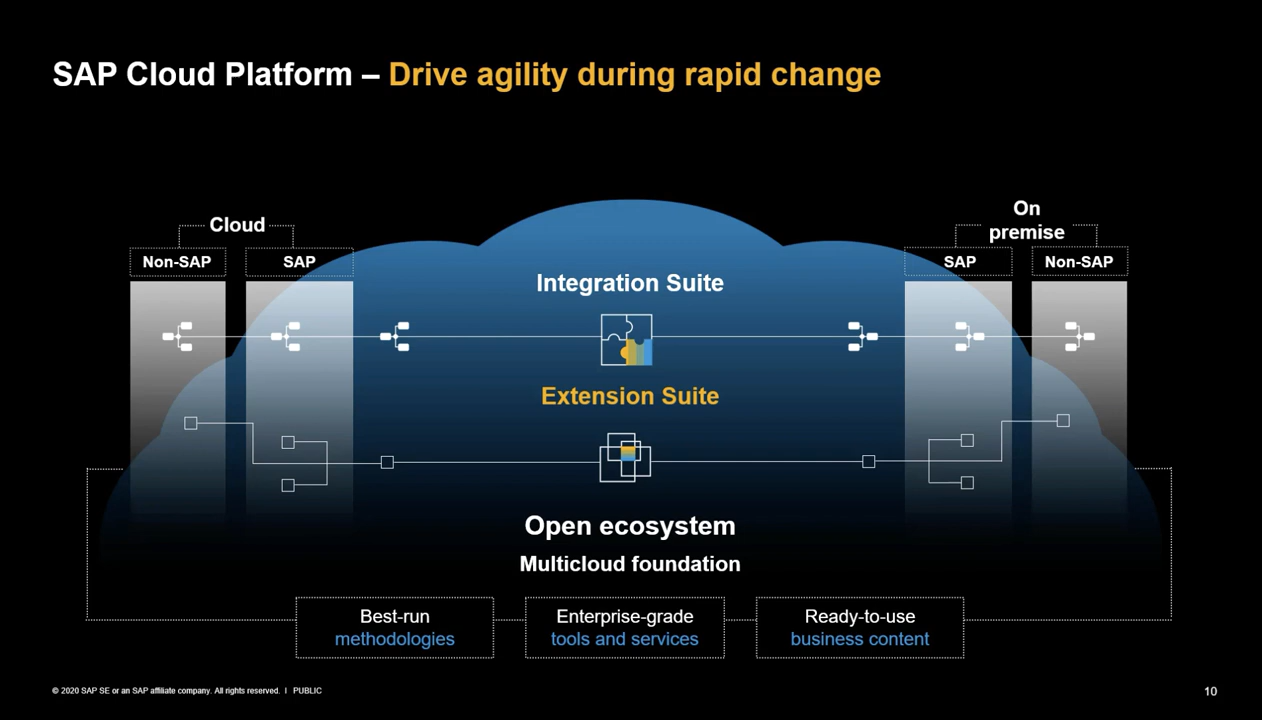 SAP Cloud Platform – Drive agility during rapid change
Cloud
Non-SAP
SAP
On
premise
SAP
Non-SAP
Integration Suite
Extension Suite
Open ecosystem
Multicloud foundation
Best-run
methodologies
Enterprise-grade
tools and services
Ready-to-use
business content
© 2020 SAP SE or an SAP affiliate company. All rights reserved. I PUBLIC
10